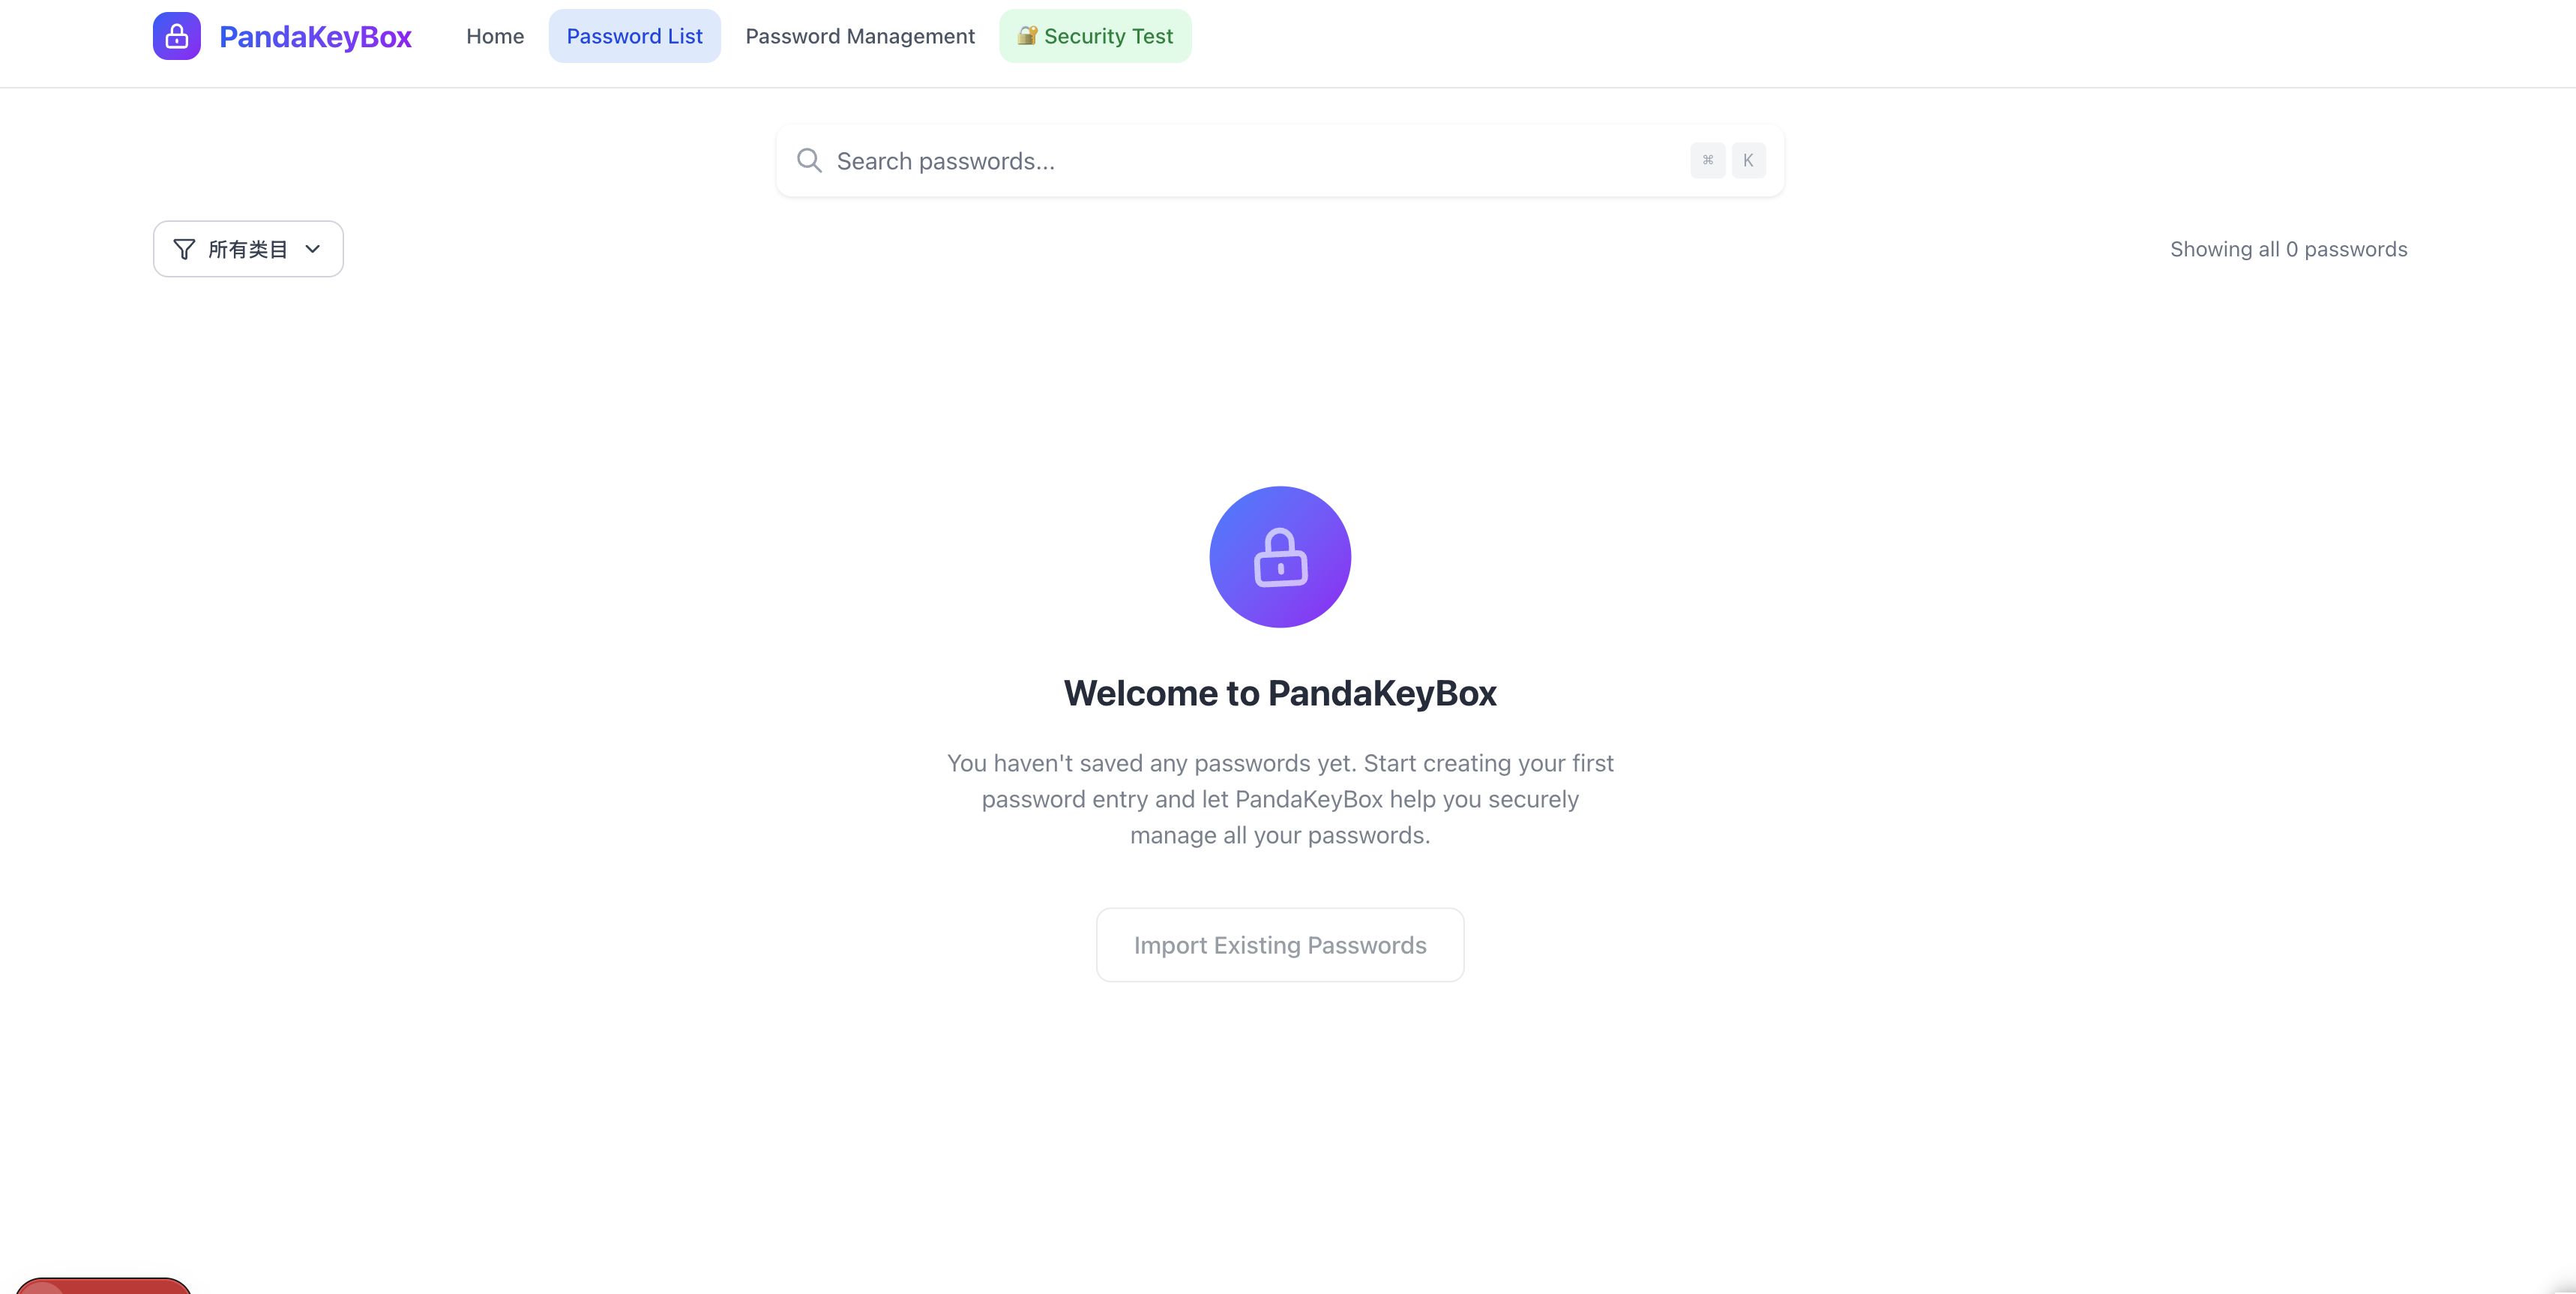 PandaKeyBox
Home
Password List
Password Management
🔐 Security Test
Search passwords...
⌘ K
所有类目
Showing all 0 passwords
Welcome to PandaKeyBox
You haven't saved any passwords yet. Start creating your first
password entry and let PandaKeyBox help you securely
manage all your passwords.
Import Existing Passwords